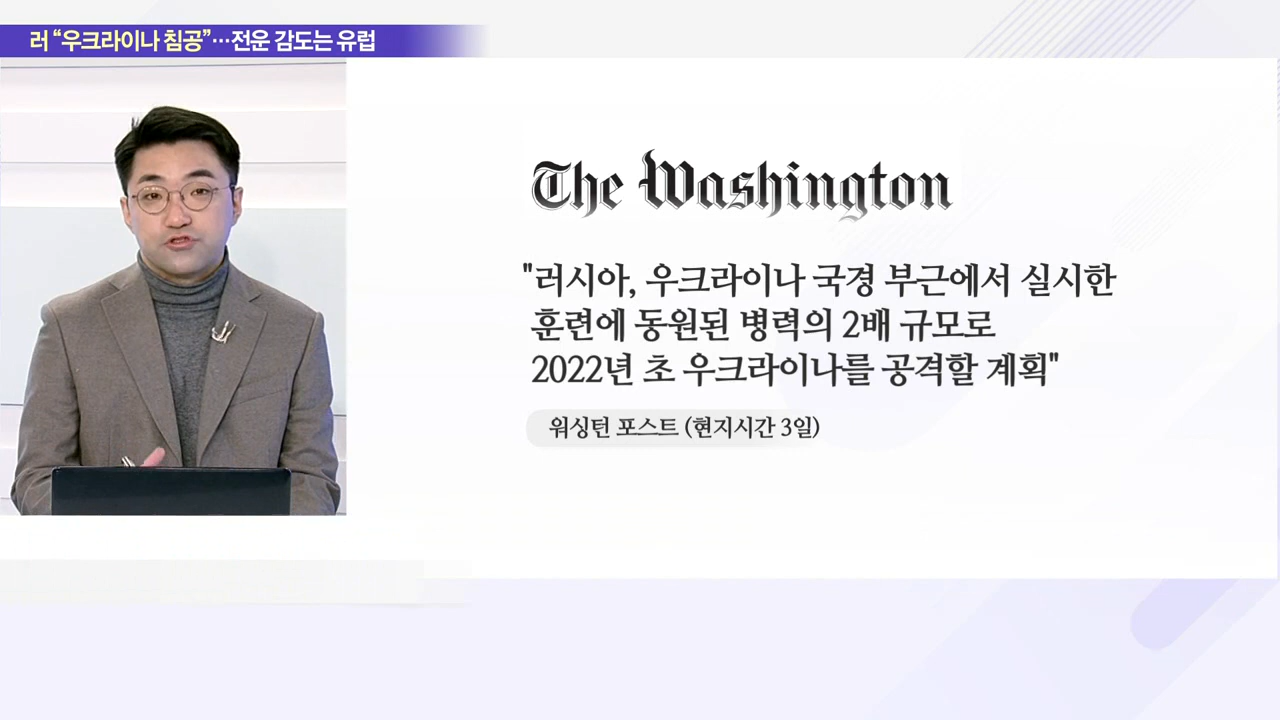 러 “우크라이나 침공”…전운 감도는 유럽
The Washington
"러시아, 우크라이나 국경 부근에서 실시한
훈련에 동원된 병력의 2배 규모로
2022년 초 우크라이나를 공격할 계획"
워싱턴 포스트 (현지시간 3일)